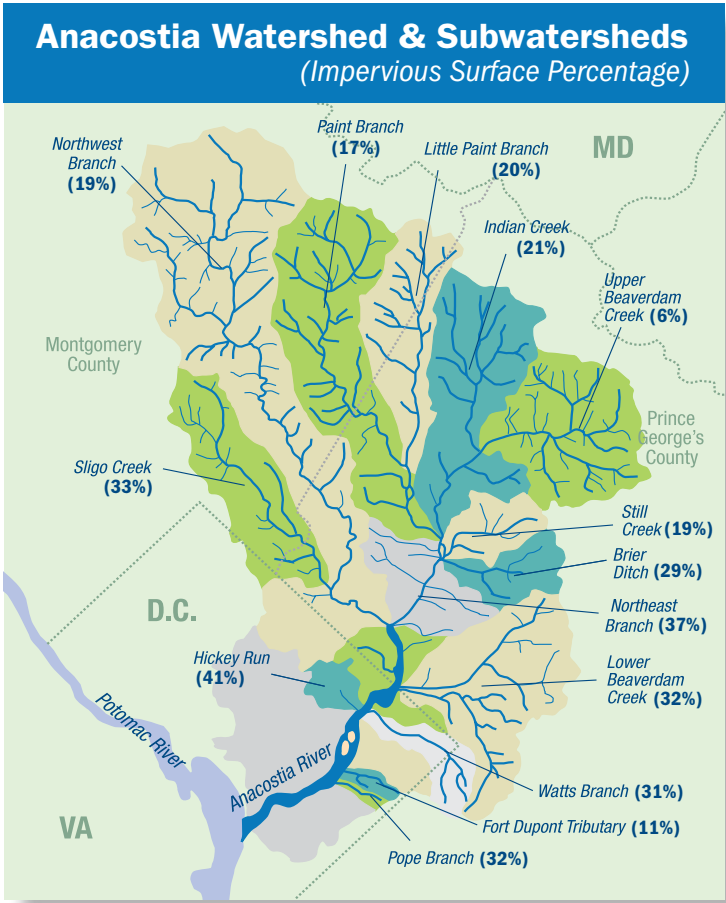 Anacostia Watershed & Subwatersheds
(Impervious Surface Percentage)
Paint Branch
(17%)
Northwest
Branch
(19%)
Little Paint Branch
(20%)
MD
Indian Creek
(21%)
Upper
Beaverdam
Creek (6%)
Montgomery
County
Prince
George's
County
Sligo Creek
(33%)
Still
Creek (19%)
Brier
Ditch (29%)
D.C.
Northeast
Branch (37%)
Hickey Run
(41%)
Lower
Beaverdam
Creek (32%)
Potomac River
Anacostia River
Watts Branch (31%)
VA
Fort Dupont Tributary (11%)
Pope Branch (32%)